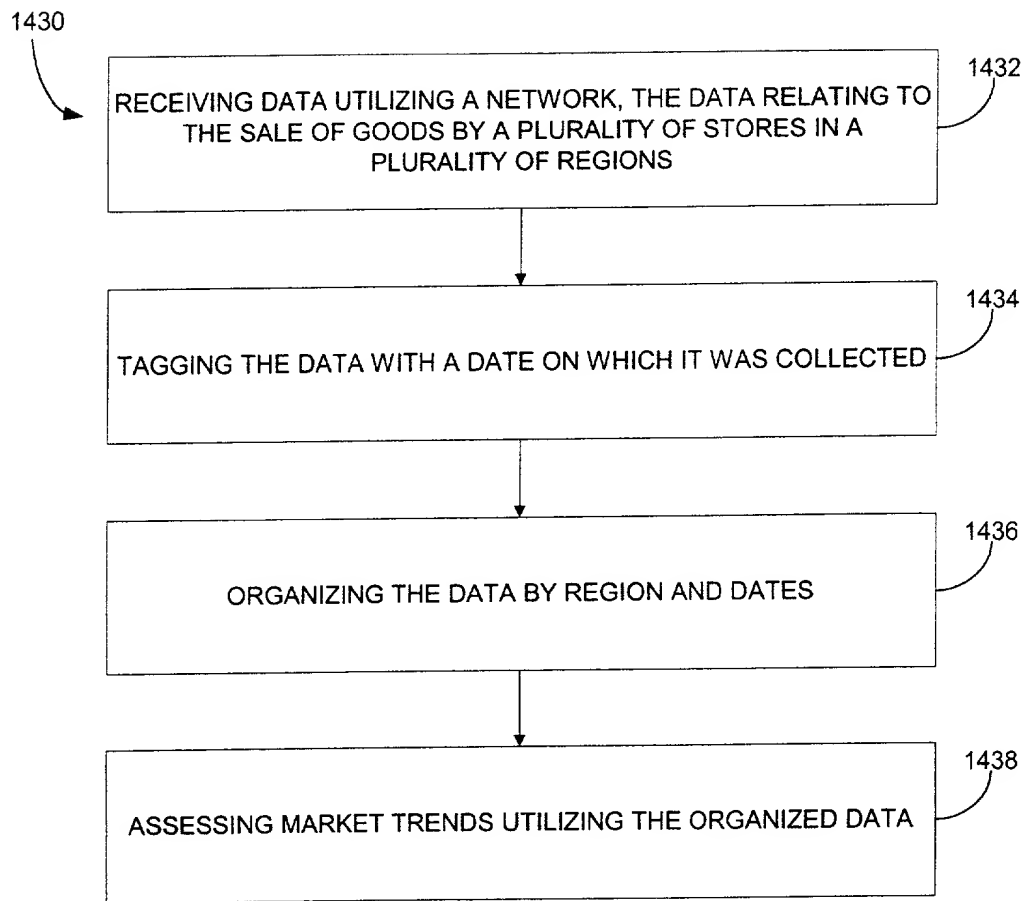 1430
1432
RECEIVING DATA UTILIZING A NETWORK, THE DATA RELATING TO
THE SALE OF GOODS BY A PLURALITY OF STORES IN A
PLURALITY OF REGIONS
1434
TAGGING THE DATA WITH A DATE ON WHICH IT WAS COLLECTED
1436
ORGANIZING THE DATA BY REGION AND DATES
1438
ASSESSING MARKET TRENDS UTILIZING THE ORGANIZED DATA